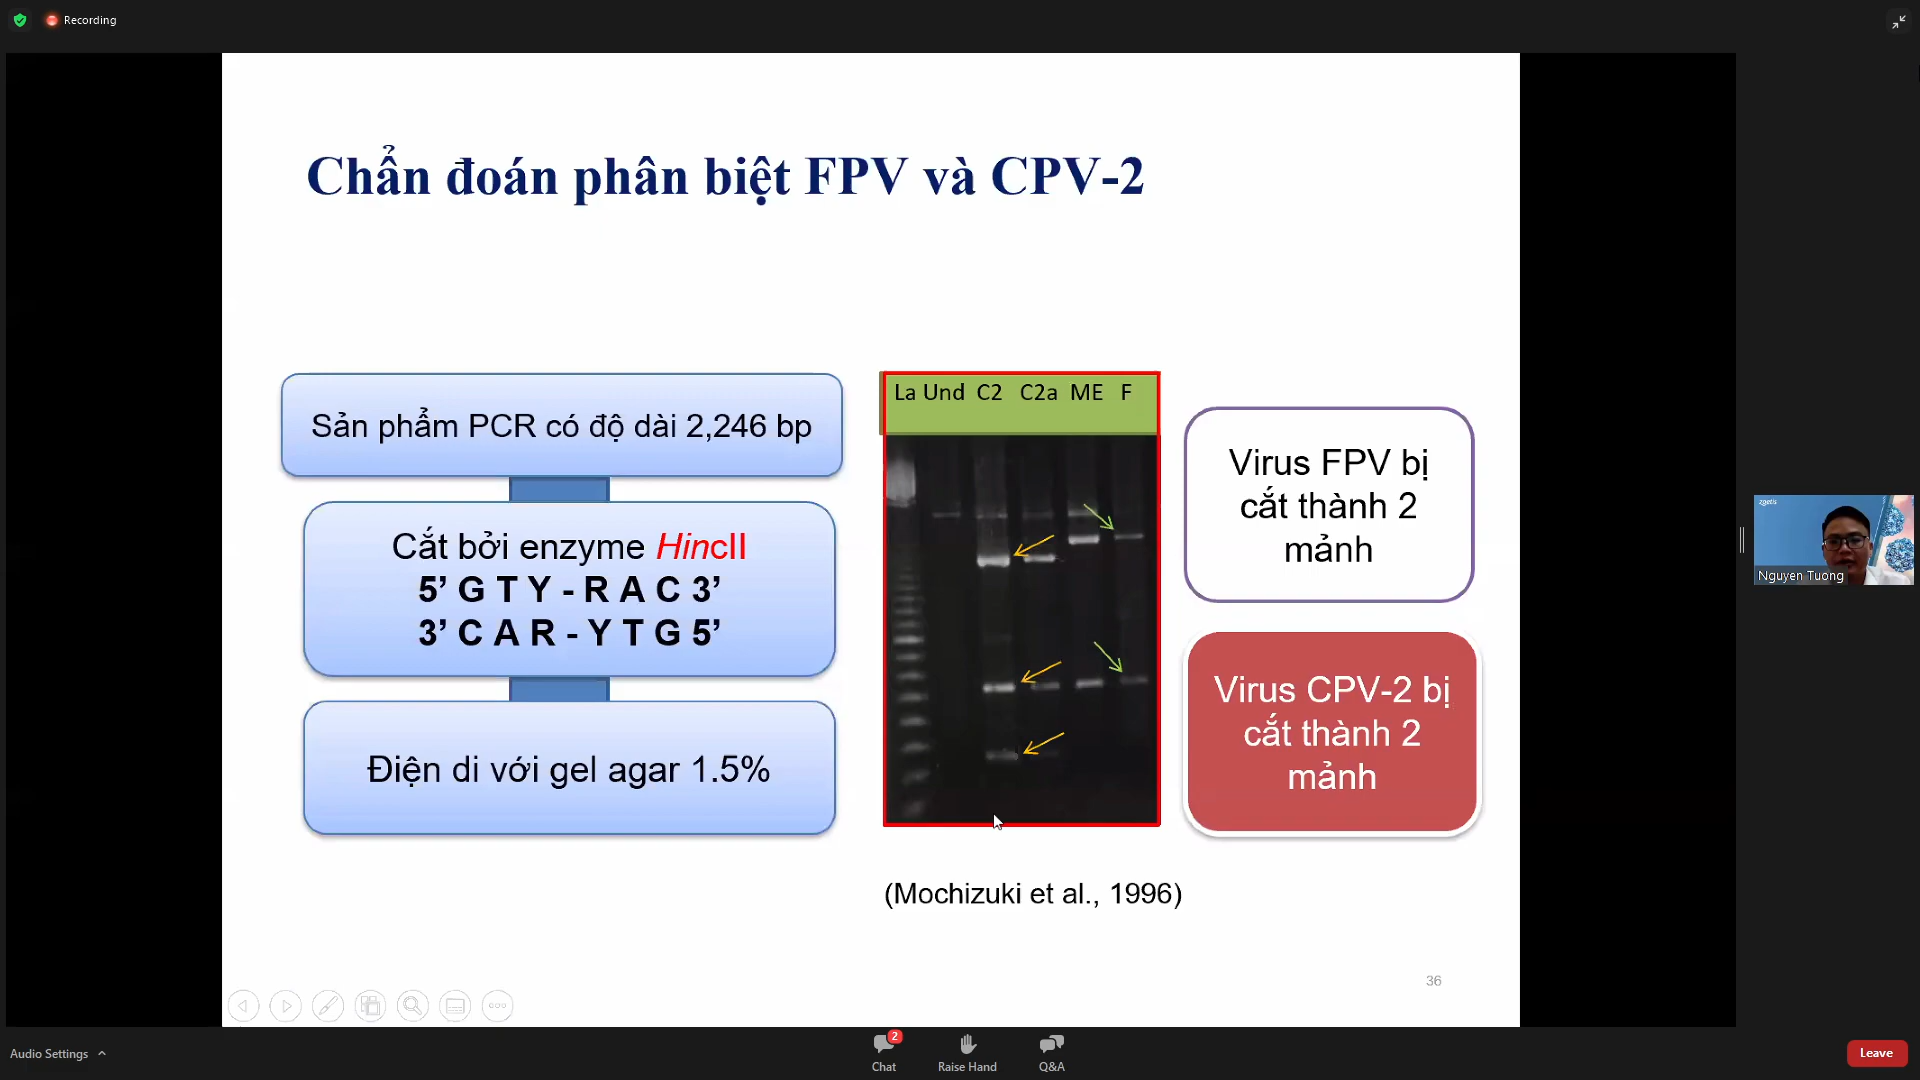 Recording
Chẩn đoán phân biệt FPV và CPV-2
Sản phẩm PCR có độ dài 2,246 bp
Cắt bởi enzyme HincII
5’ G T Y - R A C 3’
3’ C A R - Y T G 5’
Điện di với gel agar 1.5%
La Und C2 C2a ME F
Virus FPV bị
cắt thành 2
mảnh
Virus CPV-2 bị
cắt thành 2
mảnh
(Mochizuki et al., 1996)
36
zoetis
Nguyen Tuong
Audio Settings
2
Chat
Raise Hand
Q&A
Leave